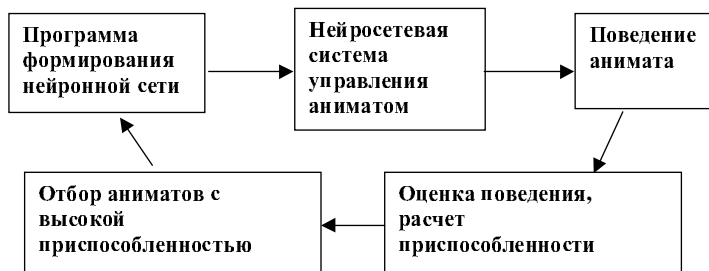 Программа
формирования
нейронной сети
Нейросетевая
система
управления
аниматом
Поведение
анимата
Отбор аниматов с
высокой
приспособленностью
Оценка поведения,
расчет
приспособленности